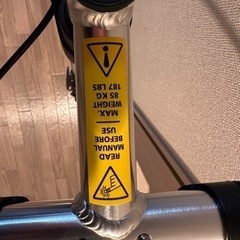 MAX.
WEIGHT
85 KG
187 LBS
READ
MANUAL
BEFORE
USE